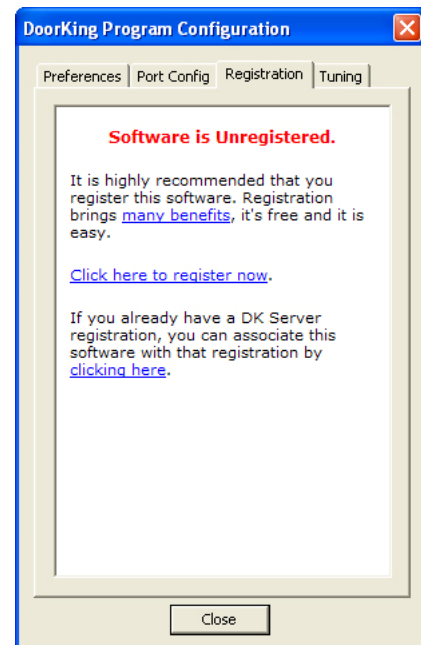 DoorKing Program Configuration
Preferences Port Config Registration Tuning
Software is Unregistered.
It is highly recommended that you
register this software. Registration
brings many benefits, it's free and it is
easy.
Click here to register now.
If you already have a DK Server
registration, you can associate this
software with that registration by
clicking here.
Close